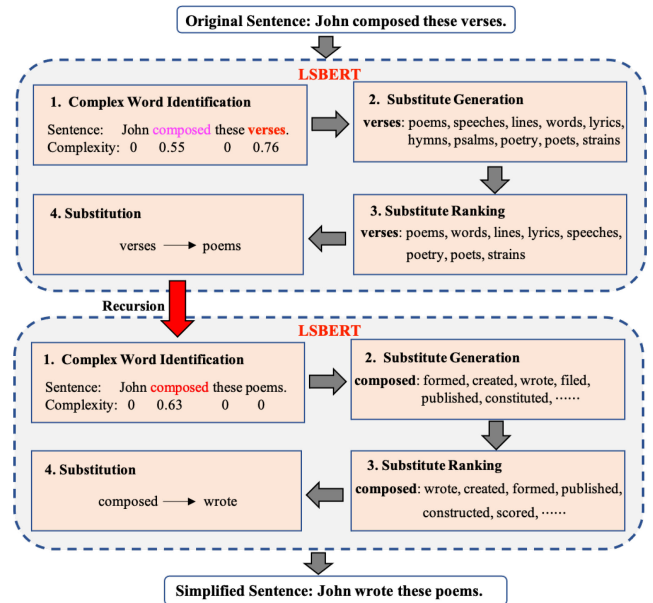 Original Sentence: John composed these verses.
LSBERT
1. Complex Word Identification
Sentence: John composed these verses.
Complexity: 0 0.55 0 0.76
2. Substitute Generation
verses: poems, speeches, lines, words, lyrics,
hymns, psalms, poetry, poets, strains
4. Substitution
verses → poems
3. Substitute Ranking
verses: poems, words, lines, lyrics, speeches,
poetry, poets, strains
Recursion
LSBERT
1. Complex Word Identification
Sentence: John composed these poems.
Complexity: 0 0.63 0 0
2. Substitute Generation
composed: formed, created, wrote, filed,
published, constituted, ······
4. Substitution
composed → wrote
3. Substitute Ranking
composed: wrote, created, formed, published,
constructed, scored, ······
Simplified Sentence: John wrote these poems.